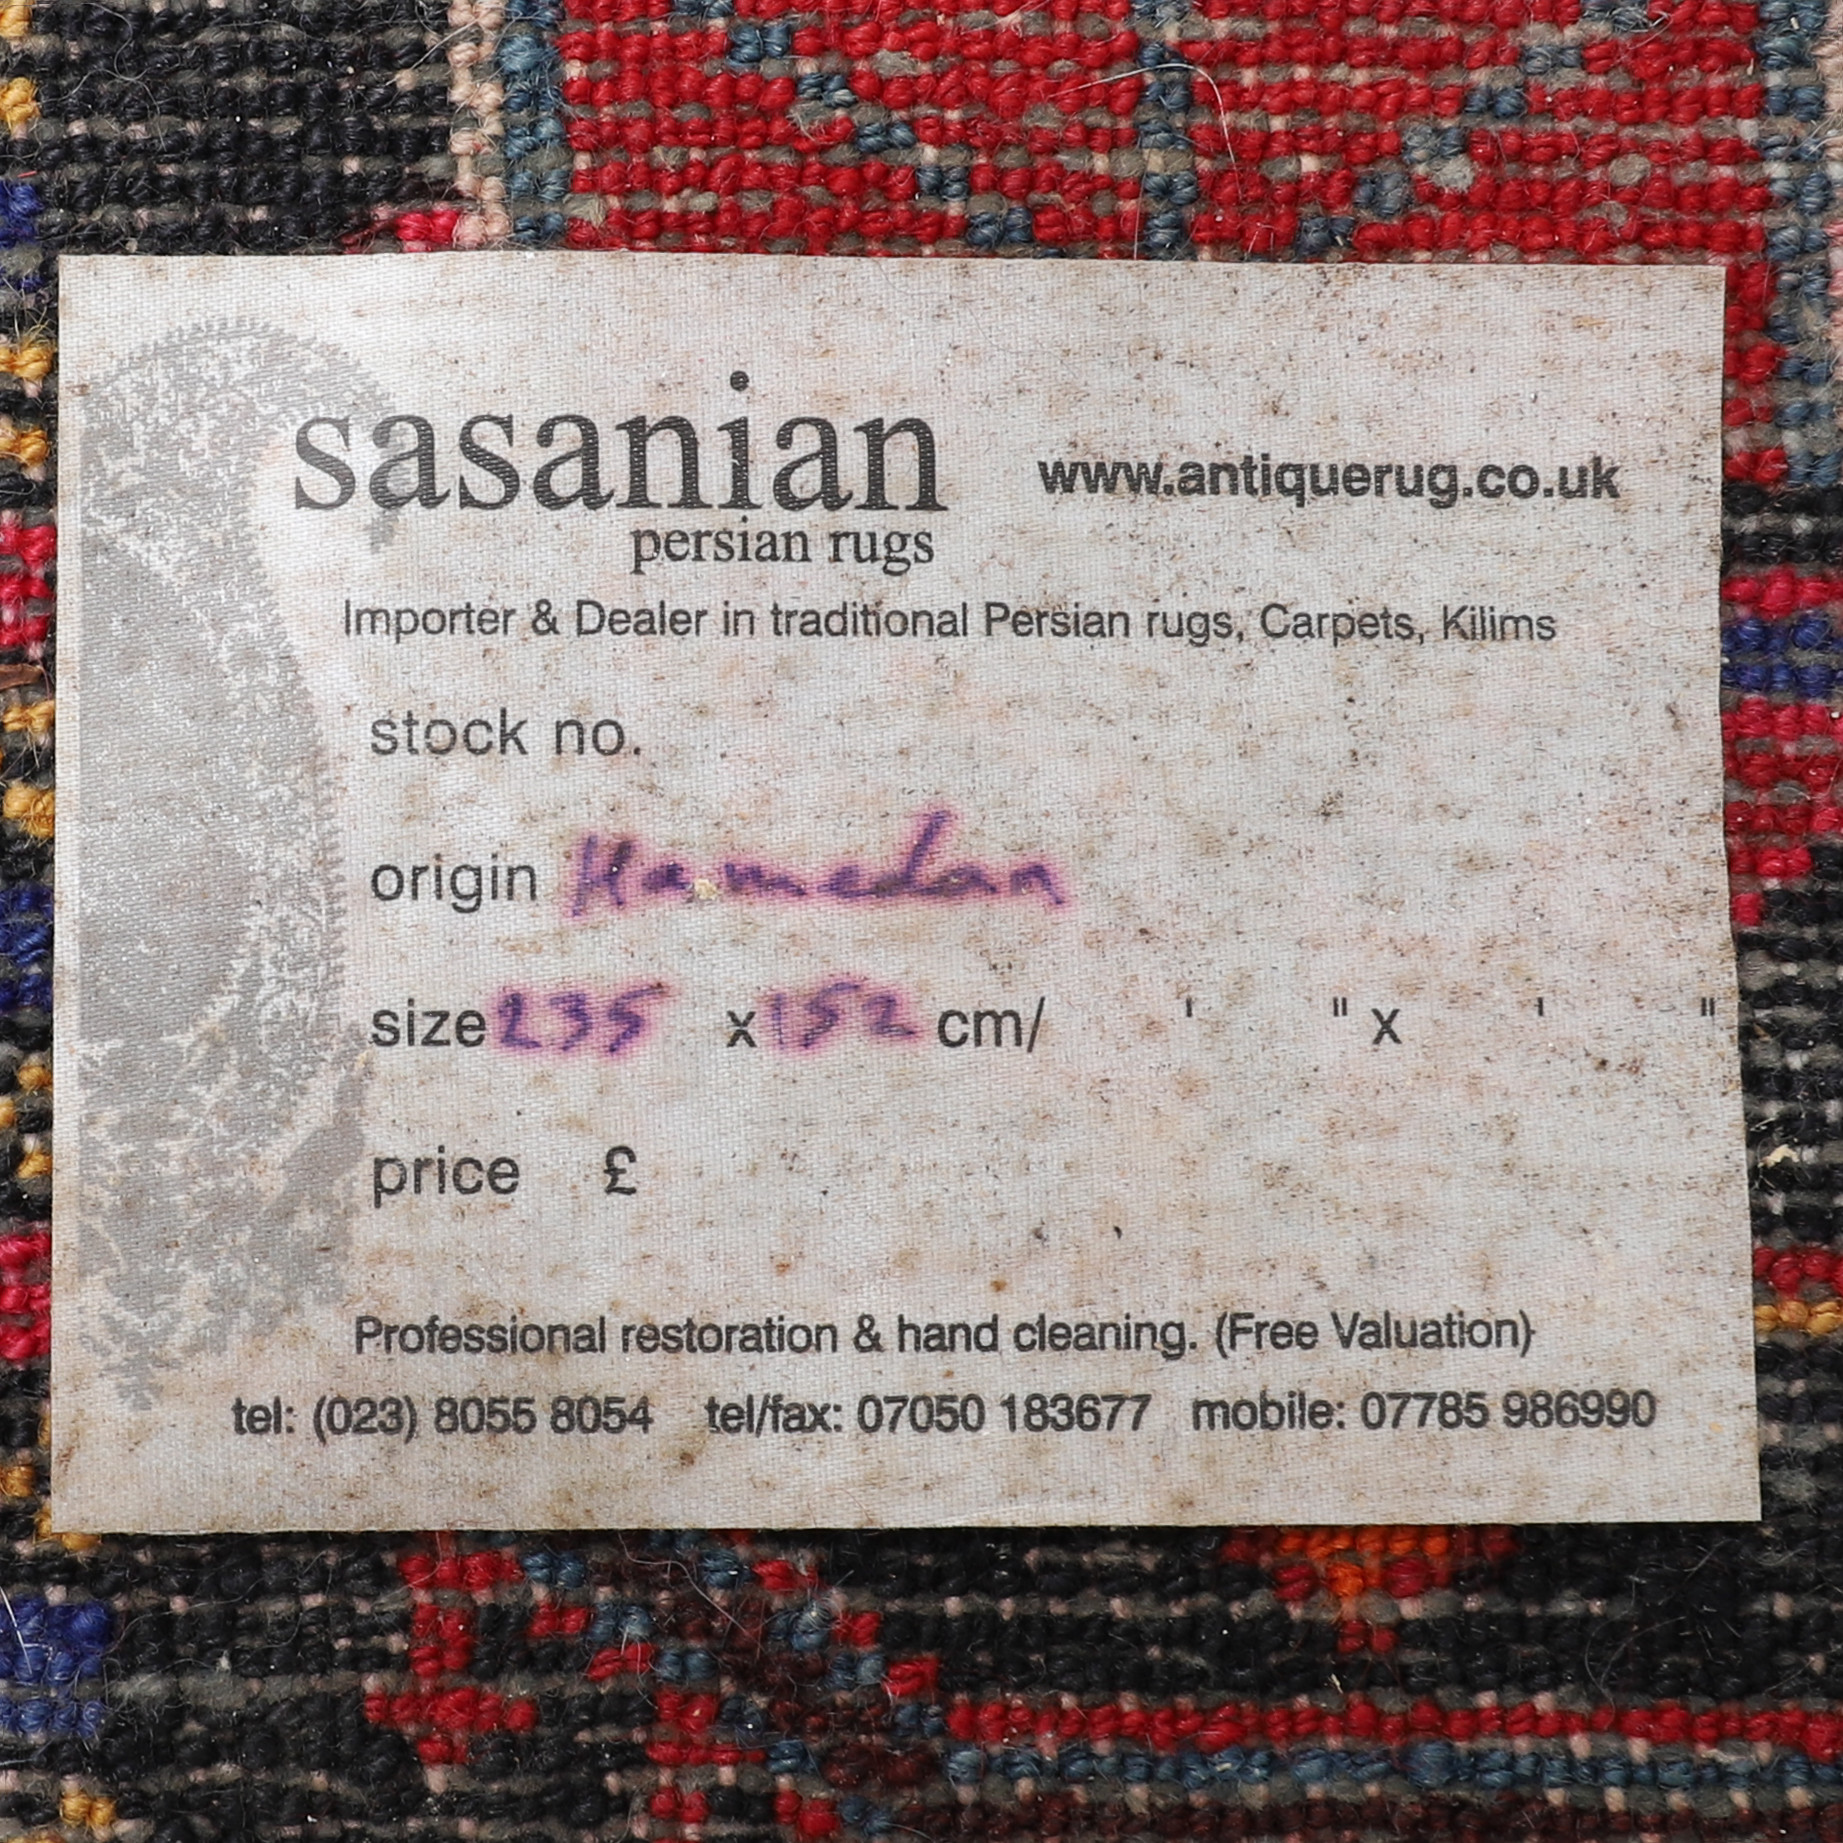 sasanian
persian rugs
www.antiquerug.co.uk
Importer & Dealer in traditional Persian rugs, Carpets, Kilims
stock no.
origin Hamedan
size 235 x 152 cm/ ' " x ' "
price £
Professional restoration & hand cleaning. (Free Valuation)
tel: (023) 8055 8054 tel/fax: 07050 183677 mobile: 07785 986990